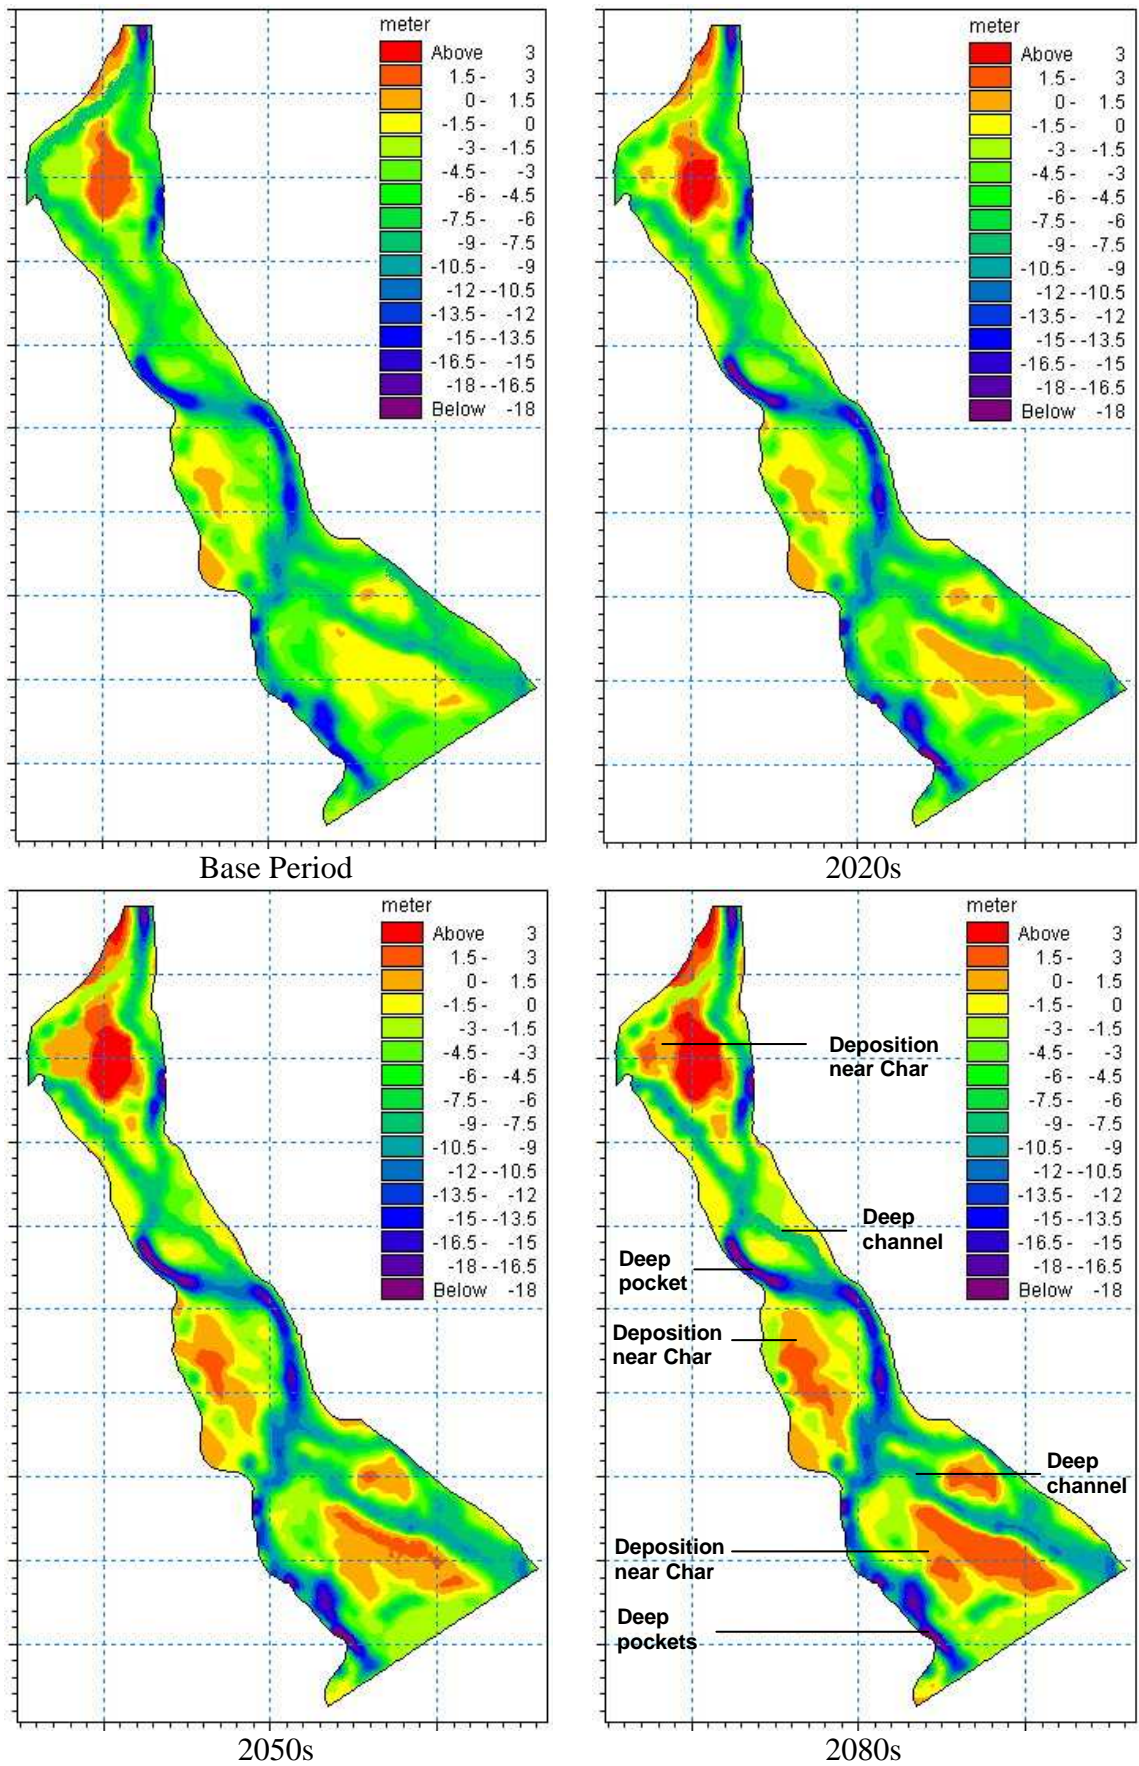 meter
Above 3
1.5 - 3
0 - 1.5
-1.5 - 0
-3 - -1.5
-4.5 - -3
-6 - -4.5
-7.5 - -6
-9 - -7.5
-10.5 - -9
-12 - -10.5
-13.5 - -12
-15 - -13.5
-16.5 - -15
-18 - -16.5
Below -18
Base Period
meter
Above 3
1.5 - 3
0 - 1.5
-1.5 - 0
-3 - -1.5
-4.5 - -3
-6 - -4.5
-7.5 - -6
-9 - -7.5
-10.5 - -9
-12 - -10.5
-13.5 - -12
-15 - -13.5
-16.5 - -15
-18 - -16.5
Below -18
2020s
meter
Above 3
1.5 - 3
0 - 1.5
-1.5 - 0
-3 - -1.5
-4.5 - -3
-6 - -4.5
-7.5 - -6
-9 - -7.5
-10.5 - -9
-12 - -10.5
-13.5 - -12
-15 - -13.5
-16.5 - -15
-18 - -16.5
Below -18
2050s
meter
Above 3
1.5 - 3
0 - 1.5
-1.5 - 0
-3 - -1.5
-4.5 - -3
-6 - -4.5
-7.5 - -6
-9 - -7.5
-10.5 - -9
-12 - -10.5
-13.5 - -12
-15 - -13.5
-16.5 - -15
-18 - -16.5
Below -18
Deposition
near Char
Deep
channel
Deep
pocket
Deposition
near Char
Deep
channel
Deposition
near Char
Deep
pockets
2080s